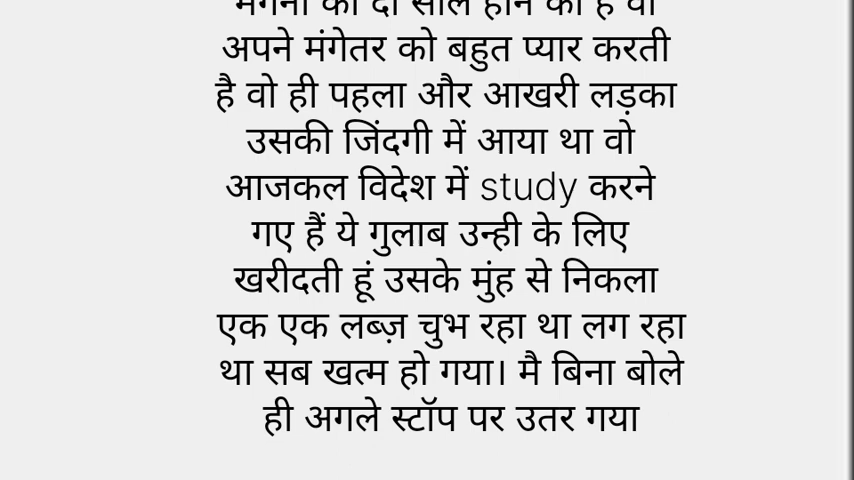 मंगनी को दो साल होने को है वो
अपने मंगेतर को बहुत प्यार करती
है वो ही पहला और आखरी लड़का
उसकी जिंदगी में आया था वो
आजकल विदेश में study करने
गए हैं ये गुलाब उन्ही के लिए
खरीदती हूं उसके मुंह से निकला
एक एक लब्ज़ चुभ रहा था लग रहा
था सब खत्म हो गया। मै बिना बोले
ही अगले स्टॉप पर उतर गया